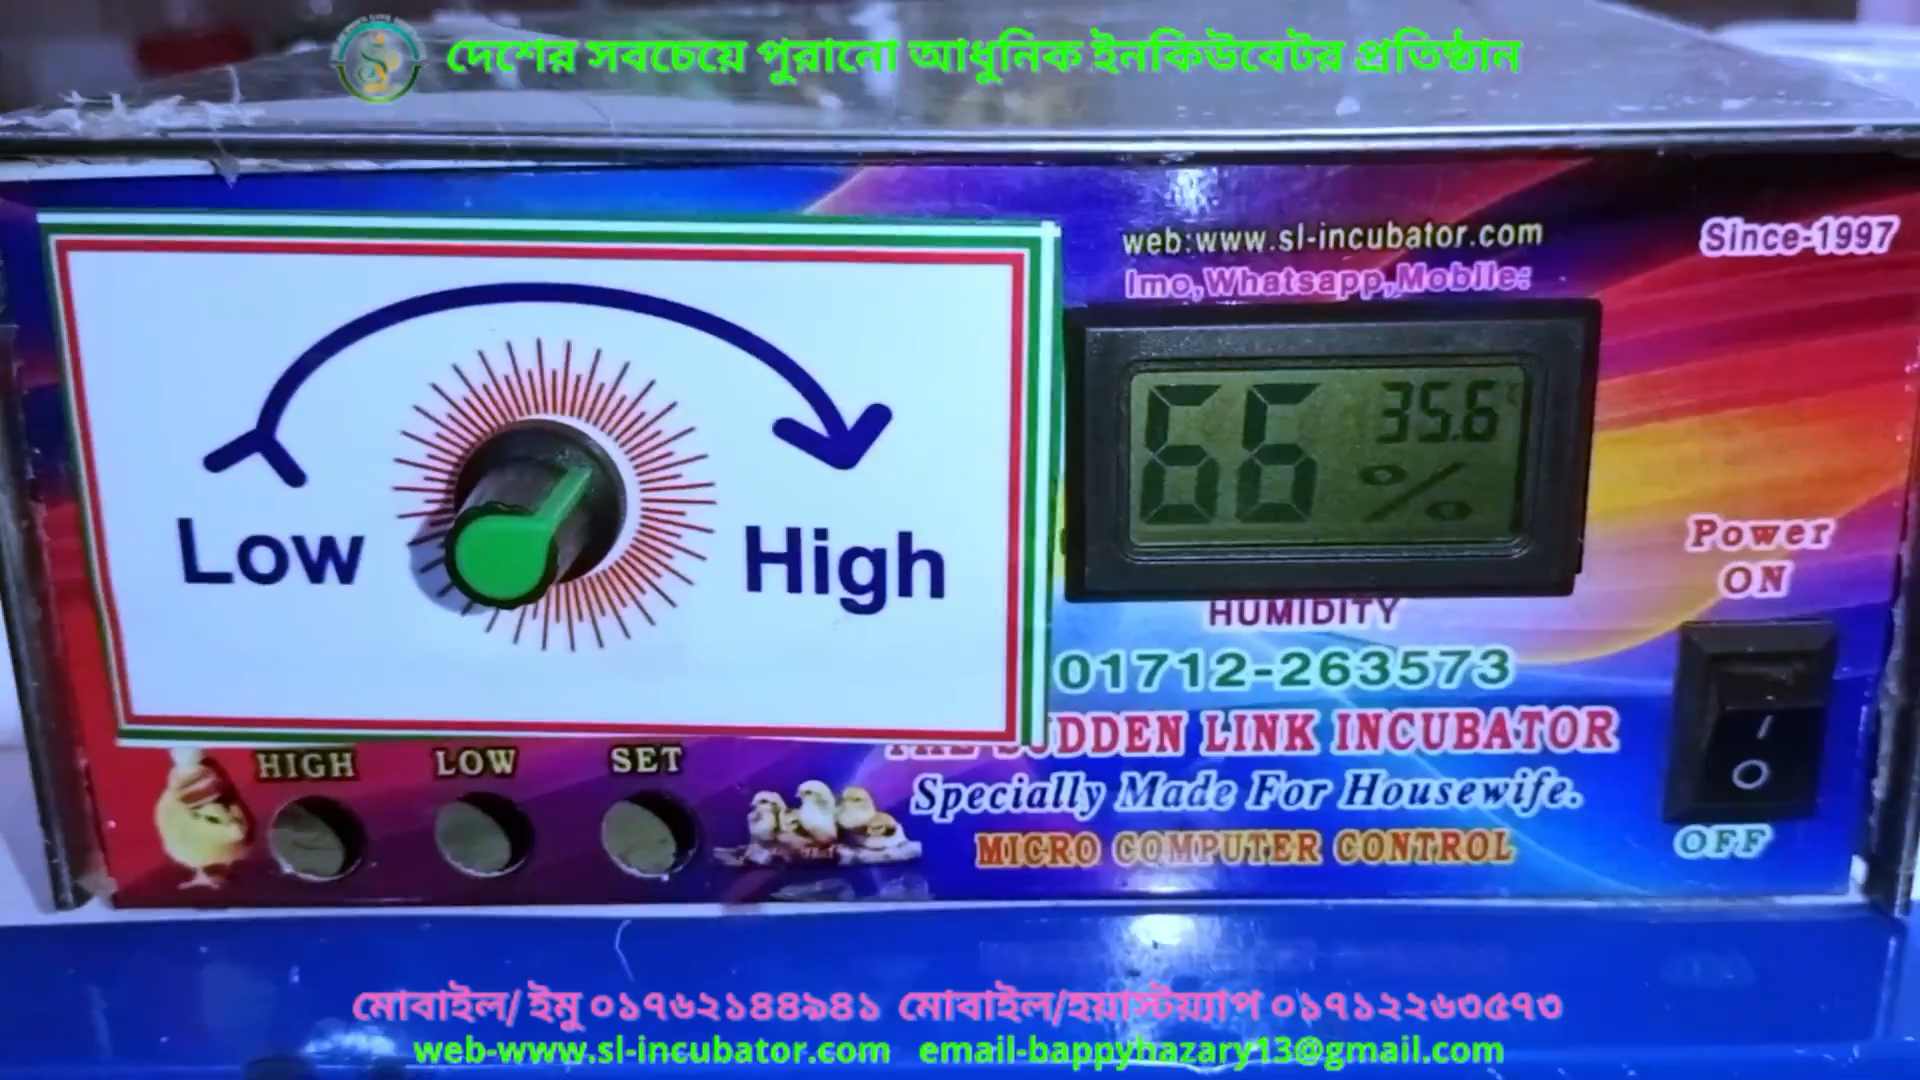 দেশের সবচেয়ে পুরানো আধুনিক ইনকিউবেটর প্রতিষ্ঠান
web:www.sl-incubator.com
Since-1997
Imo,Whatsapp,Mobile:
66 35.6 %
Low
High
Power
ON
HUMIDITY
01712-263573
SUDDEN LINK INCUBATOR
HIGH LOW SET
Specially Made For Housewife.
MICRO COMPUTER CONTROL
OFF
মোবাইল/ ইমু ০১৭৬২১৪৪৯৪১ মোবাইল/হয়াস্টয়্যাপ ০১৭১২২৬৩৫৭৩
web-www.sl-incubator.com email-bappyhazary13@gmail.com